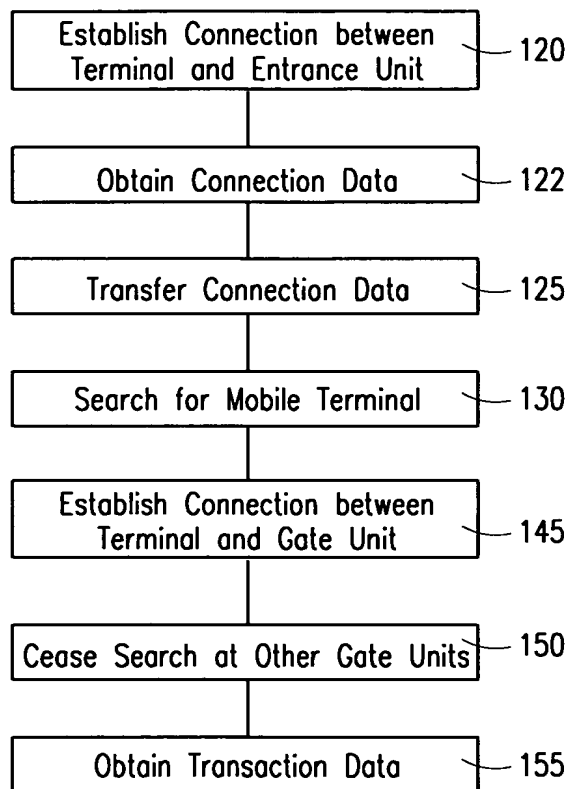 Establish Connection between
Terminal and Entrance Unit
120
Obtain Connection Data
122
Transfer Connection Data
125
Search for Mobile Terminal
130
Establish Connection between
Terminal and Gate Unit
145
Cease Search at Other Gate Units
150
Obtain Transaction Data
155